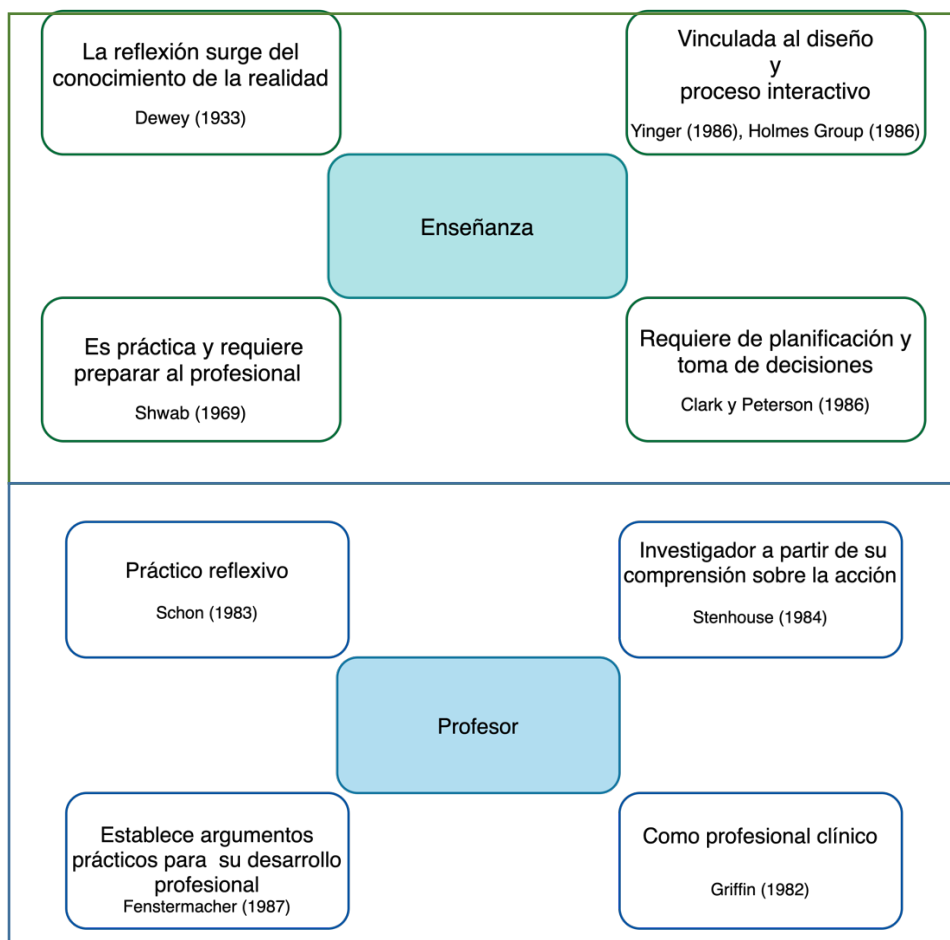 La reflexión surge del
conocimiento de la realidad
Dewey (1933)
Vinculada al diseño
y
proceso interactivo
Yinger (1986), Holmes Group (1986)
Enseñanza
Es práctica y requiere
preparar al profesional
Shwab (1969)
Requiere de planificación y
toma de decisiones
Clark y Peterson (1986)
Práctico reflexivo
Schon (1983)
Investigador a partir de su
comprensión sobre la acción
Stenhouse (1984)
Profesor
Establece argumentos
prácticos para su desarrollo
profesional
Fenstermacher (1987)
Como profesional clínico
Griffin (1982)